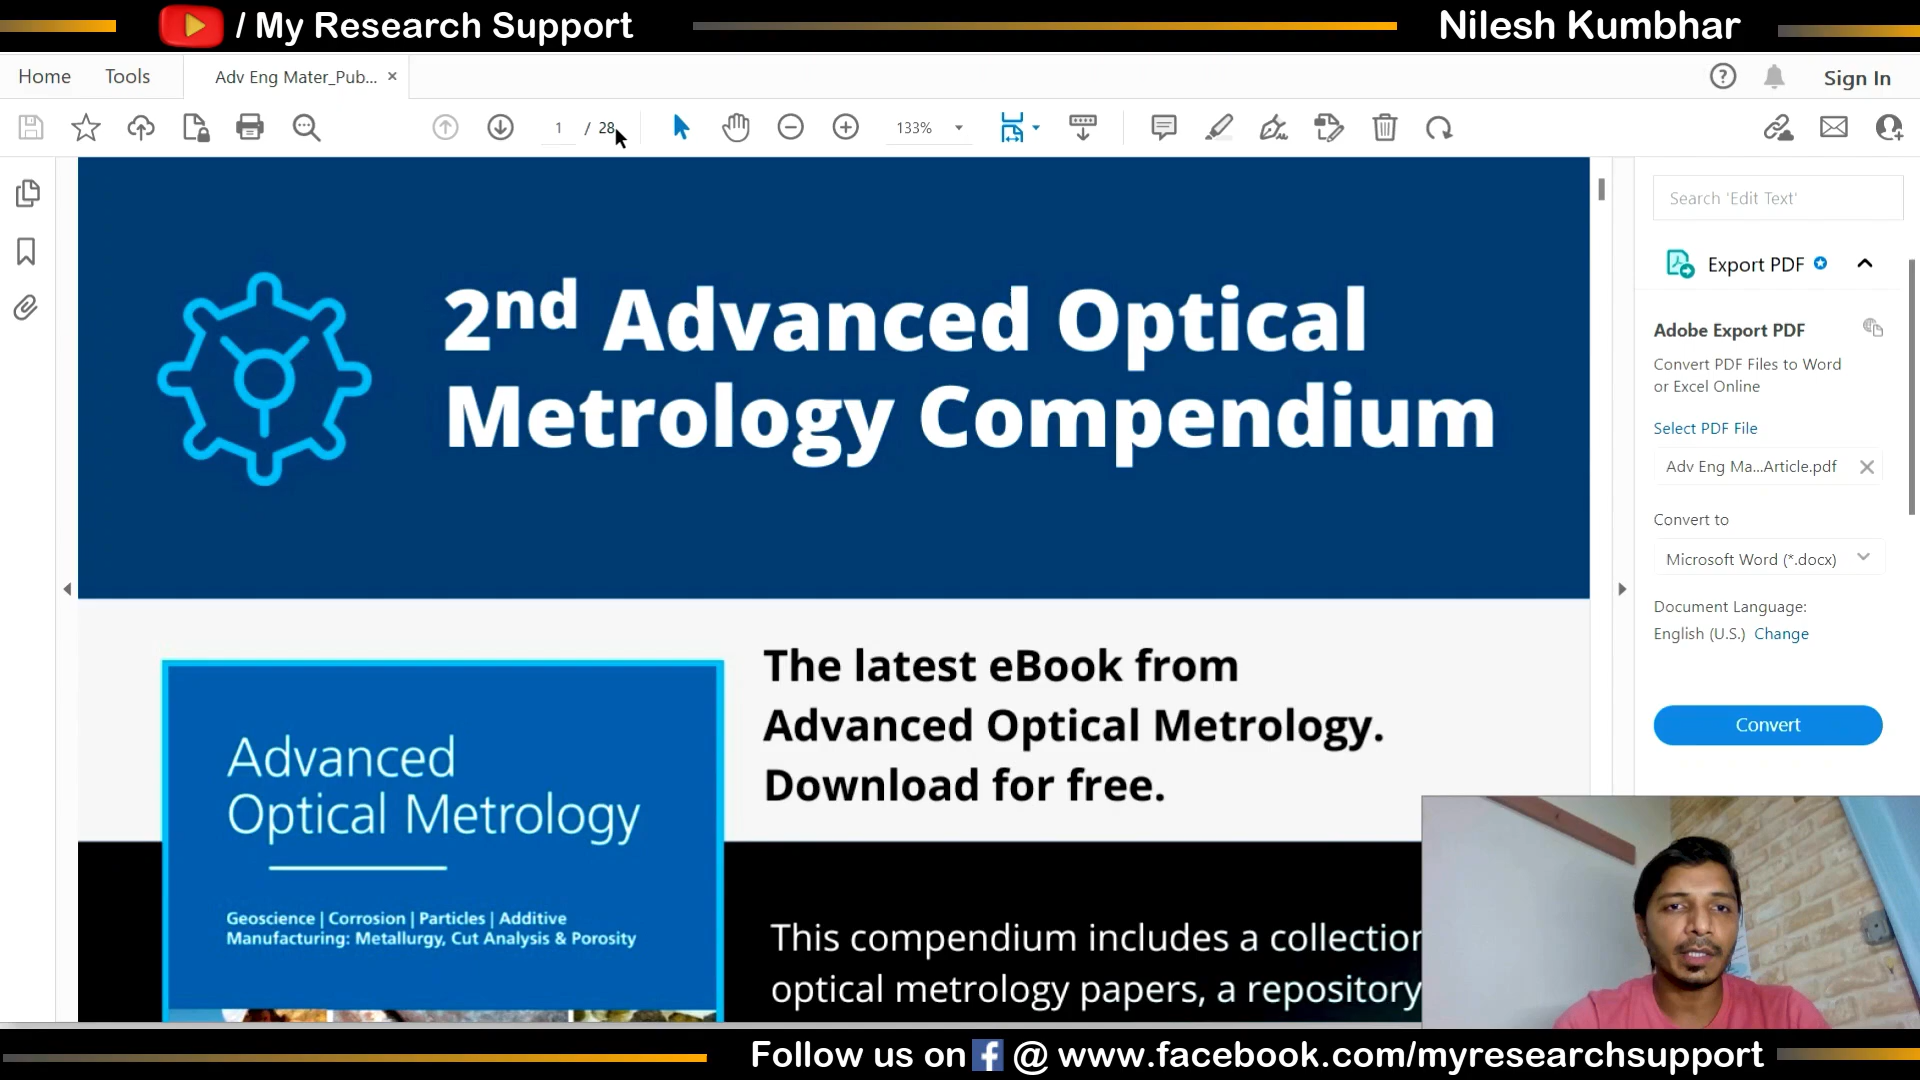 / My Research Support
Nilesh Kumbhar
Home
Tools
Adv Eng Mater_Pub... ×
Sign In
1 / 28
133%
Search 'Edit Text'
Export PDF
Adobe Export PDF
Convert PDF Files to Word
or Excel Online
Select PDF File
Adv Eng Ma...Article.pdf
Convert to
Microsoft Word (*.docx)
Document Language:
English (U.S.) Change
Convert
2nd Advanced Optical
Metrology Compendium
The latest eBook from
Advanced Optical Metrology.
Download for free.
Advanced
Optical Metrology
Geoscience | Corrosion | Particles | Additive
Manufacturing: Metallurgy, Cut Analysis & Porosity
This compendium includes a collection
optical metrology papers, a repository
Follow us on f @ www.facebook.com/myresearchsupport